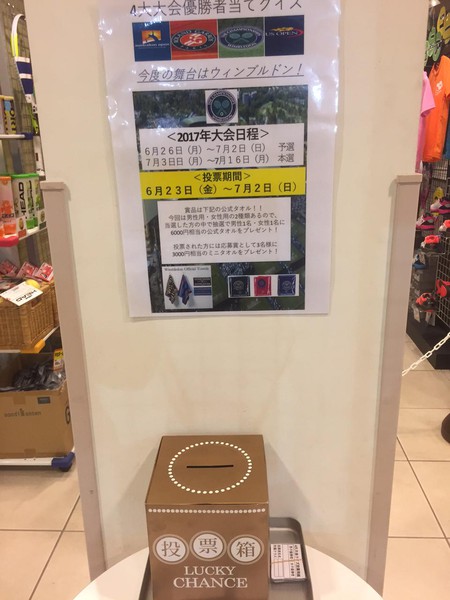 4大大会優勝者当てクイズ
US OPEN
今度の舞台はウィンブルドン！
＜2017年大会日程＞
６月２６日（月）～７月２日（日） 予選
７月３日（月）～7月１６日（月） 本選
＜投票期間＞
６月２３日（金）～７月２日（日）
賞品は下記の公式タオル！！
今回は男性用・女性用の2種類あるので、
当選した方の中で抽選で男性1名・女性1名に
6000円相当の公式タオルをプレゼント！
投票された方には応募賞として3名様に
3000円相当のミニタオルをプレゼント！
Wimbledon Official Towels
投票箱
LUCKY
CHANCE
HEAD